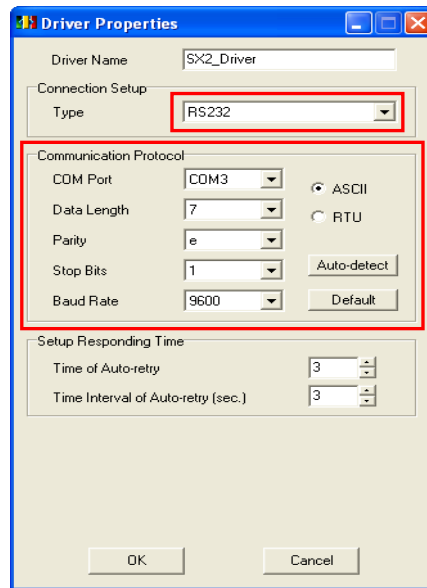 Driver Properties
Driver Name SX2_Driver
Connection Setup
Type RS232
Communication Protocol
COM Port COM3
ASCII
Data Length 7
RTU
Parity e
Stop Bits 1 Auto-detect
Baud Rate 9600 Default
Setup Responding Time
Time of Auto-retry 3
Time Interval of Auto-retry (sec.) 3
OK Cancel